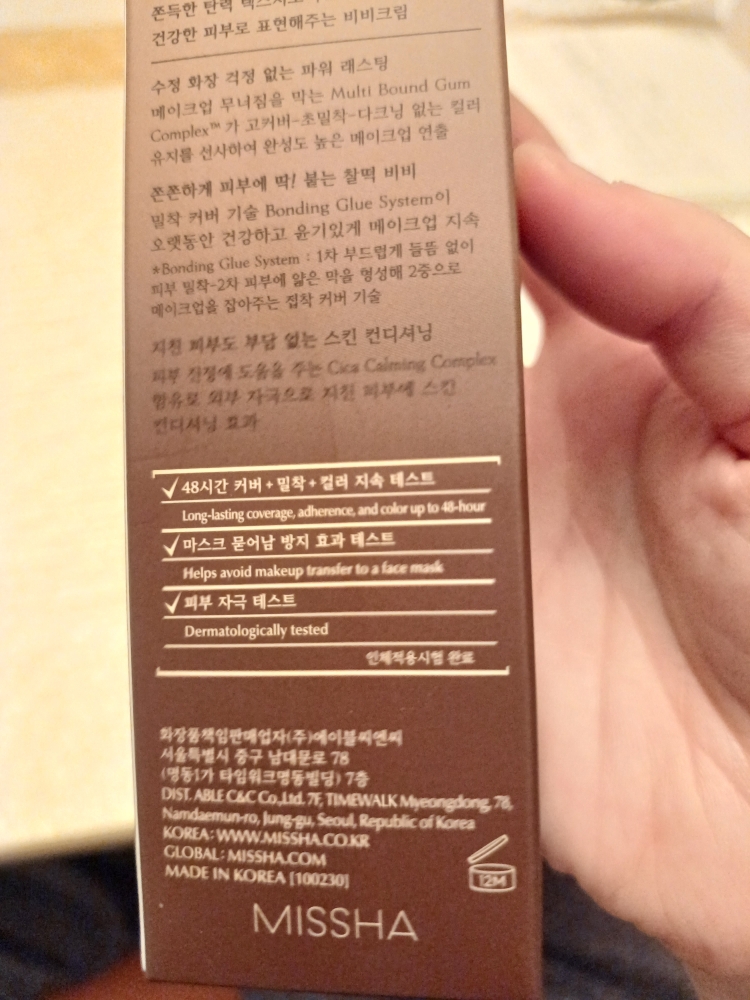 쫀득한 탄력 텍스처로
건강한 피부로 표현해주는 비비크림
수정 화장 걱정 없는 파워 래스팅
메이크업 무너짐을 막는 Multi Bound Gum
Complex™ 가 고커버-초밀착-다크닝 없는 컬러
유지를 선사하여 완성도 높은 메이크업 연출
쫀쫀하게 피부에 딱! 붙는 찰떡 비비
밀착 커버 기술 Bonding Glue System이
오랫동안 건강하고 윤기있게 메이크업 지속
*Bonding Glue System : 1차 부드럽게 들뜸 없이
피부 밀착-2차 피부에 얇은 막을 형성해 2중으로
메이크업을 잡아주는 집착 커버 기술
지친 피부도 부담 없는 스킨 컨디셔닝
피부 진정에 도움을 주는 Cica Calming Complex
함유로 외부 자극으로 지친 피부에 스킨
컨디셔닝 효과
✓ 48시간 커버 + 밀착 + 컬러 지속 테스트
Long-lasting coverage, adherence, and color up to 48-hour
✓ 마스크 묻어남 방지 효과 테스트
Helps avoid makeup transfer to a face mask
✓ 피부 자극 테스트
Dermatologically tested
인체적용시험 완료
화장품책임판매업자(주)에이블씨엔씨
서울특별시 중구 남대문로 78
(명동1가 타임워크명동빌딩) 7층
DIST. ABLE C&C Co.,Ltd. 7F, TIMEWALK Myeongdong, 78,
Namdaemun-ro, Jung-gu, Seoul, Republic of Korea
KOREA: WWW.MISSHA.CO.KR
GLOBAL: MISSHA.COM
MADE IN KOREA [100230]
12M
MISSHA